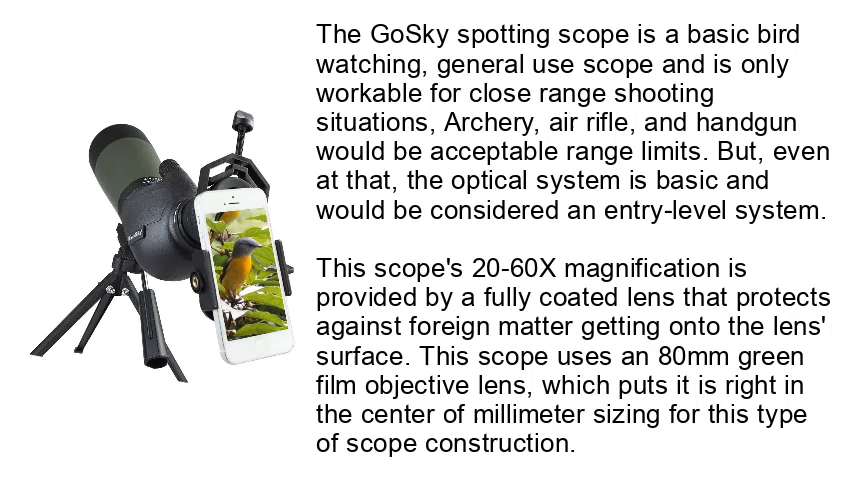 The GoSky spotting scope is a basic bird
watching, general use scope and is only
workable for close range shooting
situations, Archery, air rifle, and handgun
would be acceptable range limits. But, even
at that, the optical system is basic and
would be considered an entry-level system.
This scope's 20-60X magnification is
provided by a fully coated lens that protects
against foreign matter getting onto the lens'
surface. This scope uses an 80mm green
film objective lens, which puts it is right in
the center of millimeter sizing for this type
of scope construction.